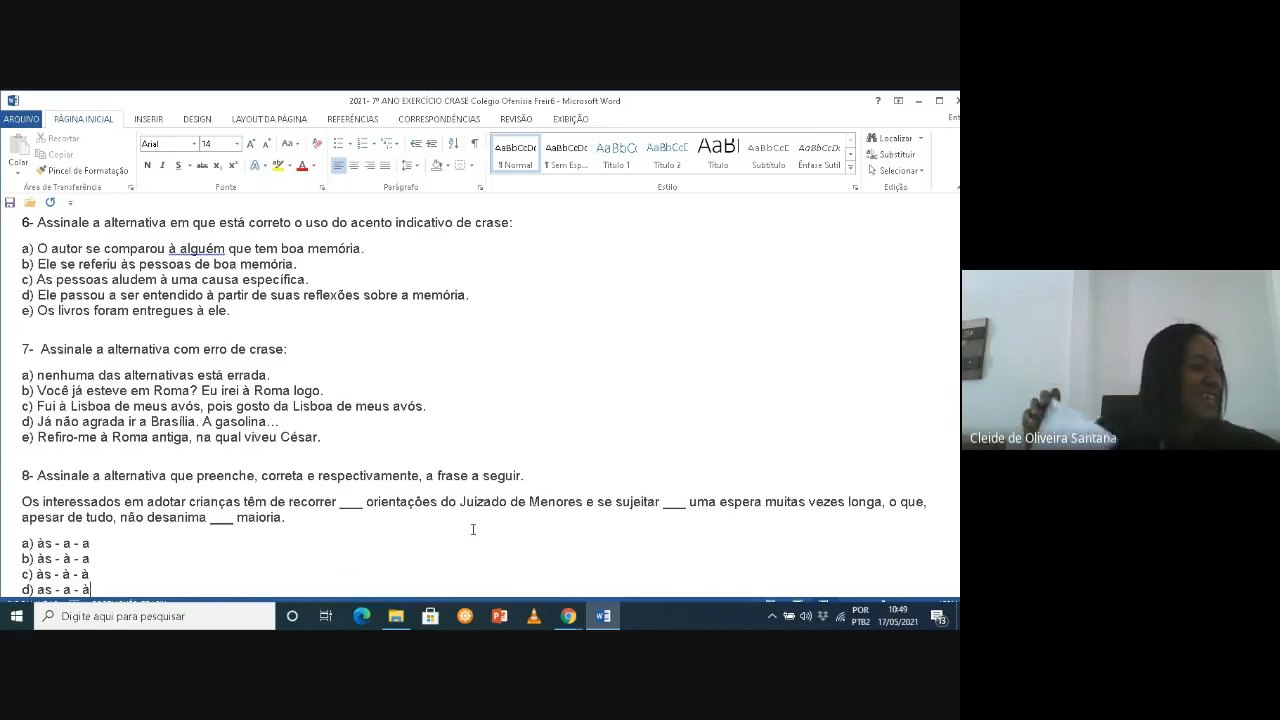 2021- 7º ANO EXERCÍCIO CRASE Colégio Ofenísia Freir6 - Microsoft Word
ARQUIVO PÁGINA INICIAL INSERIR DESIGN LAYOUT DA PÁGINA REFERÊNCIAS CORRESPONDÊNCIAS REVISÃO EXIBIÇÃO Ent
Colar
Recortar
Copiar
Pincel de Formatação
Área de Transferência
Arial 14
N I S abc x₂ x²
Fonte
Parágrafo
AaBbCcDc AaBbCcDc AaBbCc AaBbCcC AaBl AaBbCcD AaBbCcDc
¶ Normal ¶ Sem Esp... Título 1 Título 2 Título Subtítulo Ênfase Sutil
Estilo
Localizar
Substituir
Selecionar
Edição
6- Assinale a alternativa em que está correto o uso do acento indicativo de crase:
a) O autor se comparou à alguém que tem boa memória.
b) Ele se referiu às pessoas de boa memória.
c) As pessoas aludem à uma causa específica.
d) Ele passou a ser entendido à partir de suas reflexões sobre a memória.
e) Os livros foram entregues à ele.
7- Assinale a alternativa com erro de crase:
a) nenhuma das alternativas está errada.
b) Você já esteve em Roma? Eu irei à Roma logo.
c) Fui à Lisboa de meus avós, pois gosto da Lisboa de meus avós.
d) Já não agrada ir a Brasília. A gasolina…
e) Refiro-me à Roma antiga, na qual viveu César.
8- Assinale a alternativa que preenche, correta e respectivamente, a frase a seguir.
Os interessados em adotar crianças têm de recorrer ___ orientações do Juizado de Menores e se sujeitar ___ uma espera muitas vezes longa, o que,
apesar de tudo, não desanima ___ maioria.
a) às - a - a
b) às - à - a
c) às - à - à
d) as - a - à
Digite aqui para pesquisar
POR
PTB2
10:49
17/05/2021
13
Cleide de Oliveira Santana